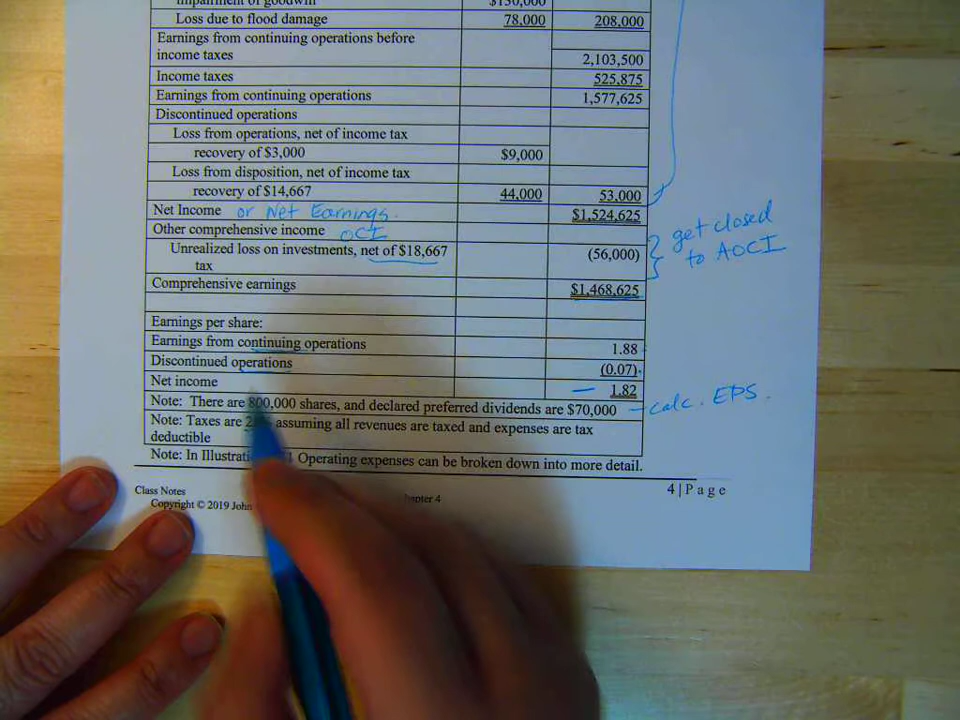 impairment of goodwill $130,000
Loss due to flood damage 78,000 208,000
Earnings from continuing operations before
income taxes 2,103,500
Income taxes 525,875
Earnings from continuing operations 1,577,625
Discontinued operations
Loss from operations, net of income tax
recovery of $3,000 $9,000
Loss from disposition, net of income tax
recovery of $14,667 44,000 53,000
Net Income or Net Earnings. $1,524,625
Other comprehensive income OCI
Unrealized loss on investments, net of $18,667 (56,000)
tax
get closed
to AOCI
Comprehensive earnings $1,468,625
Earnings per share:
Earnings from continuing operations 1.88
Discontinued operations (0.07)
Net income 1.82
Note: There are 800,000 shares, and declared preferred dividends are $70,000 - calc. EPS.
Note: Taxes are assuming all revenues are taxed and expenses are tax
deductible
Note: In Operating expenses can be broken down into more detail.
Class Notes 4 | P a g e
Copyright © 2019 John 4